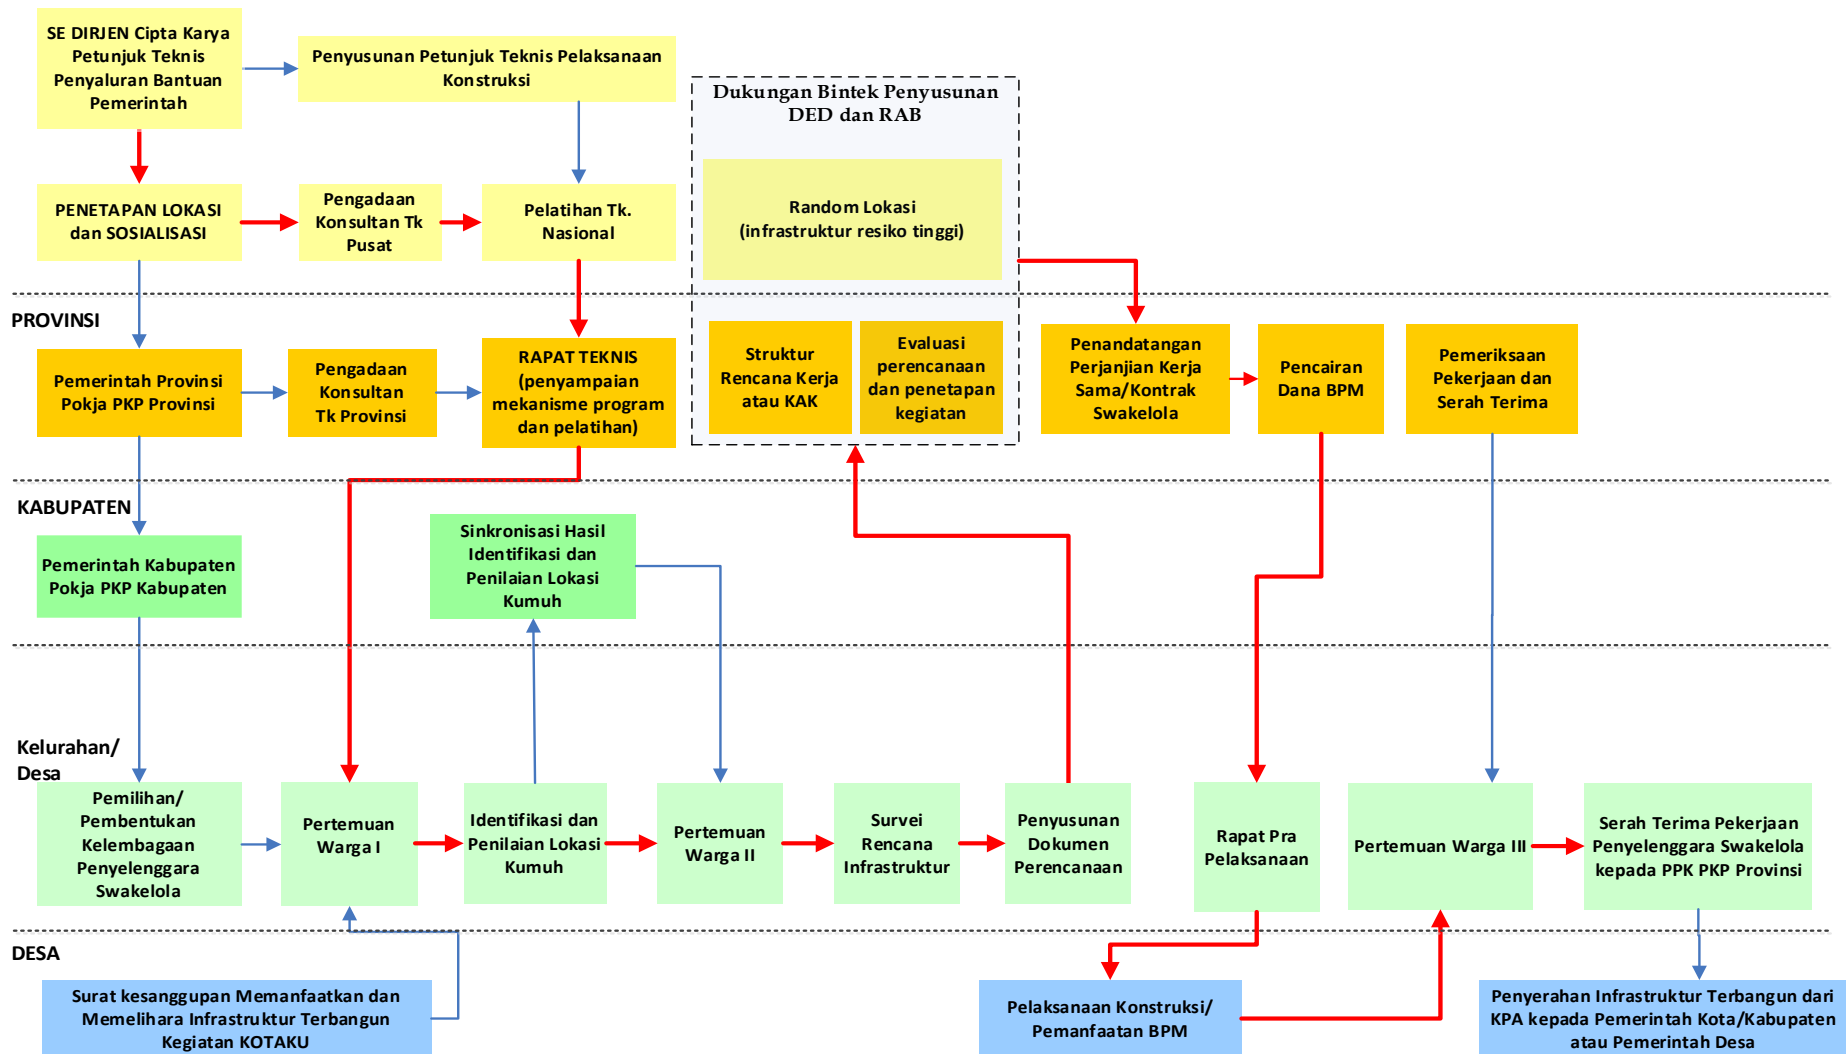 SE DIRJEN Cipta Karya
Petunjuk Teknis
Penyaluran Bantuan
Pemerintah
Penyusunan Petunjuk Teknis Pelaksanaan
Konstruksi
Dukungan Bintek Penyusunan
DED dan RAB
PENETAPAN LOKASI
dan SOSIALISASI
Pengadaan
Konsultan Tk
Pusat
Pelatihan Tk.
Nasional
Random Lokasi
(infrastruktur resiko tinggi)
PROVINSI
Pemerintah Provinsi
Pokja PKP Provinsi
Pengadaan
Konsultan
Tk Provinsi
RAPAT TEKNIS
(penyampaian
mekanisme program
dan pelatihan)
Struktur
Rencana Kerja
atau KAK
Evaluasi
perencanaan
dan penetapan
kegiatan
Penandatangan
Perjanjian Kerja
Sama/Kontrak
Swakelola
Pencairan
Dana BPM
Pemeriksaan
Pekerjaan dan
Serah Terima
KABUPATEN
Pemerintah Kabupaten
Pokja PKP Kabupaten
Sinkronisasi Hasil
Identifikasi dan
Penilaian Lokasi
Kumuh
Kelurahan/
Desa
Pemilihan/
Pembentukan
Kelembagaan
Penyelenggara
Swakelola
Pertemuan
Warga I
Identifikasi dan
Penilaian Lokasi
Kumuh
Pertemuan
Warga II
Survei
Rencana
Infrastruktur
Penyusunan
Dokumen
Perencanaan
Rapat Pra
Pelaksanaan
Pertemuan Warga III
Serah Terima Pekerjaan
Penyelenggara Swakelola
kepada PPK PKP Provinsi
DESA
Surat kesanggupan Memanfaatkan dan
Memelihara Infrastruktur Terbangun
Kegiatan KOTAKU
Pelaksanaan Konstruksi/
Pemanfaatan BPM
Penyerahan Infrastruktur Terbangun dari
KPA kepada Pemerintah Kota/Kabupaten
atau Pemerintah Desa